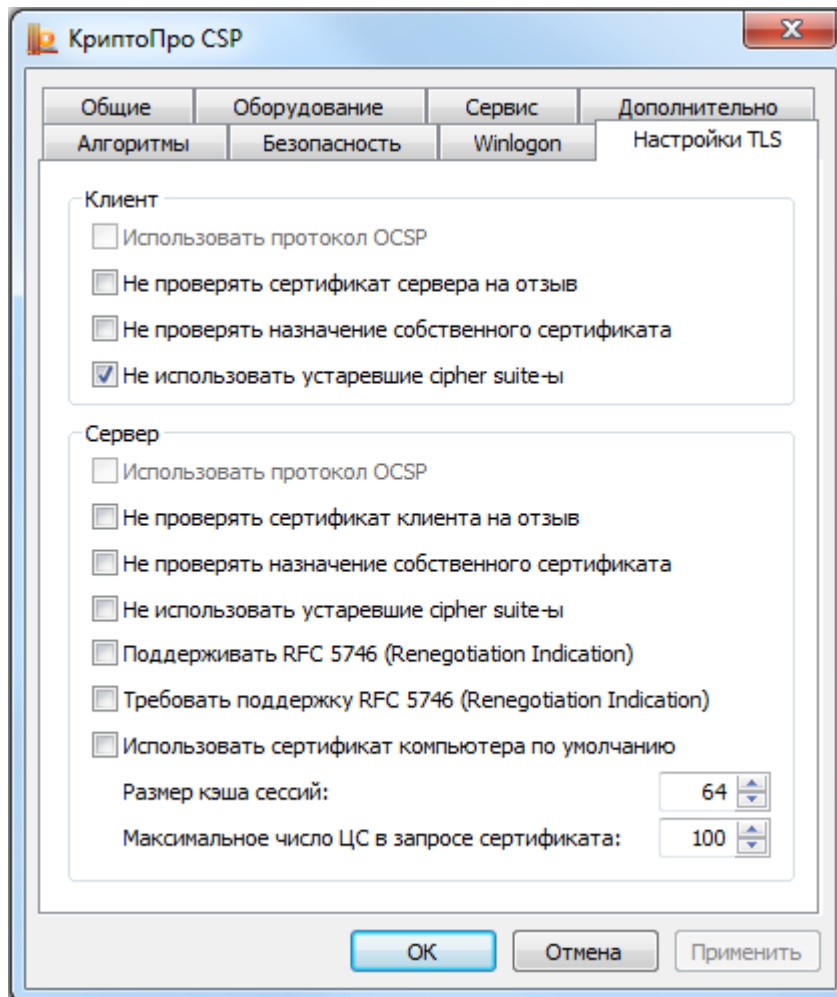 КриптоПро CSP
Общие Оборудование Сервис Дополнительно
Алгоритмы Безопасность Winlogon Настройки TLS
Клиент
Использовать протокол OCSP
Не проверять сертификат сервера на отзыв
Не проверять назначение собственного сертификата
Не использовать устаревшие cipher suite-ы
Сервер
Использовать протокол OCSP
Не проверять сертификат клиента на отзыв
Не проверять назначение собственного сертификата
Не использовать устаревшие cipher suite-ы
Поддерживать RFC 5746 (Renegotiation Indication)
Требовать поддержку RFC 5746 (Renegotiation Indication)
Использовать сертификат компьютера по умолчанию
Размер кэша сессий: 64
Максимальное число ЦС в запросе сертификата: 100
ОК Отмена Применить